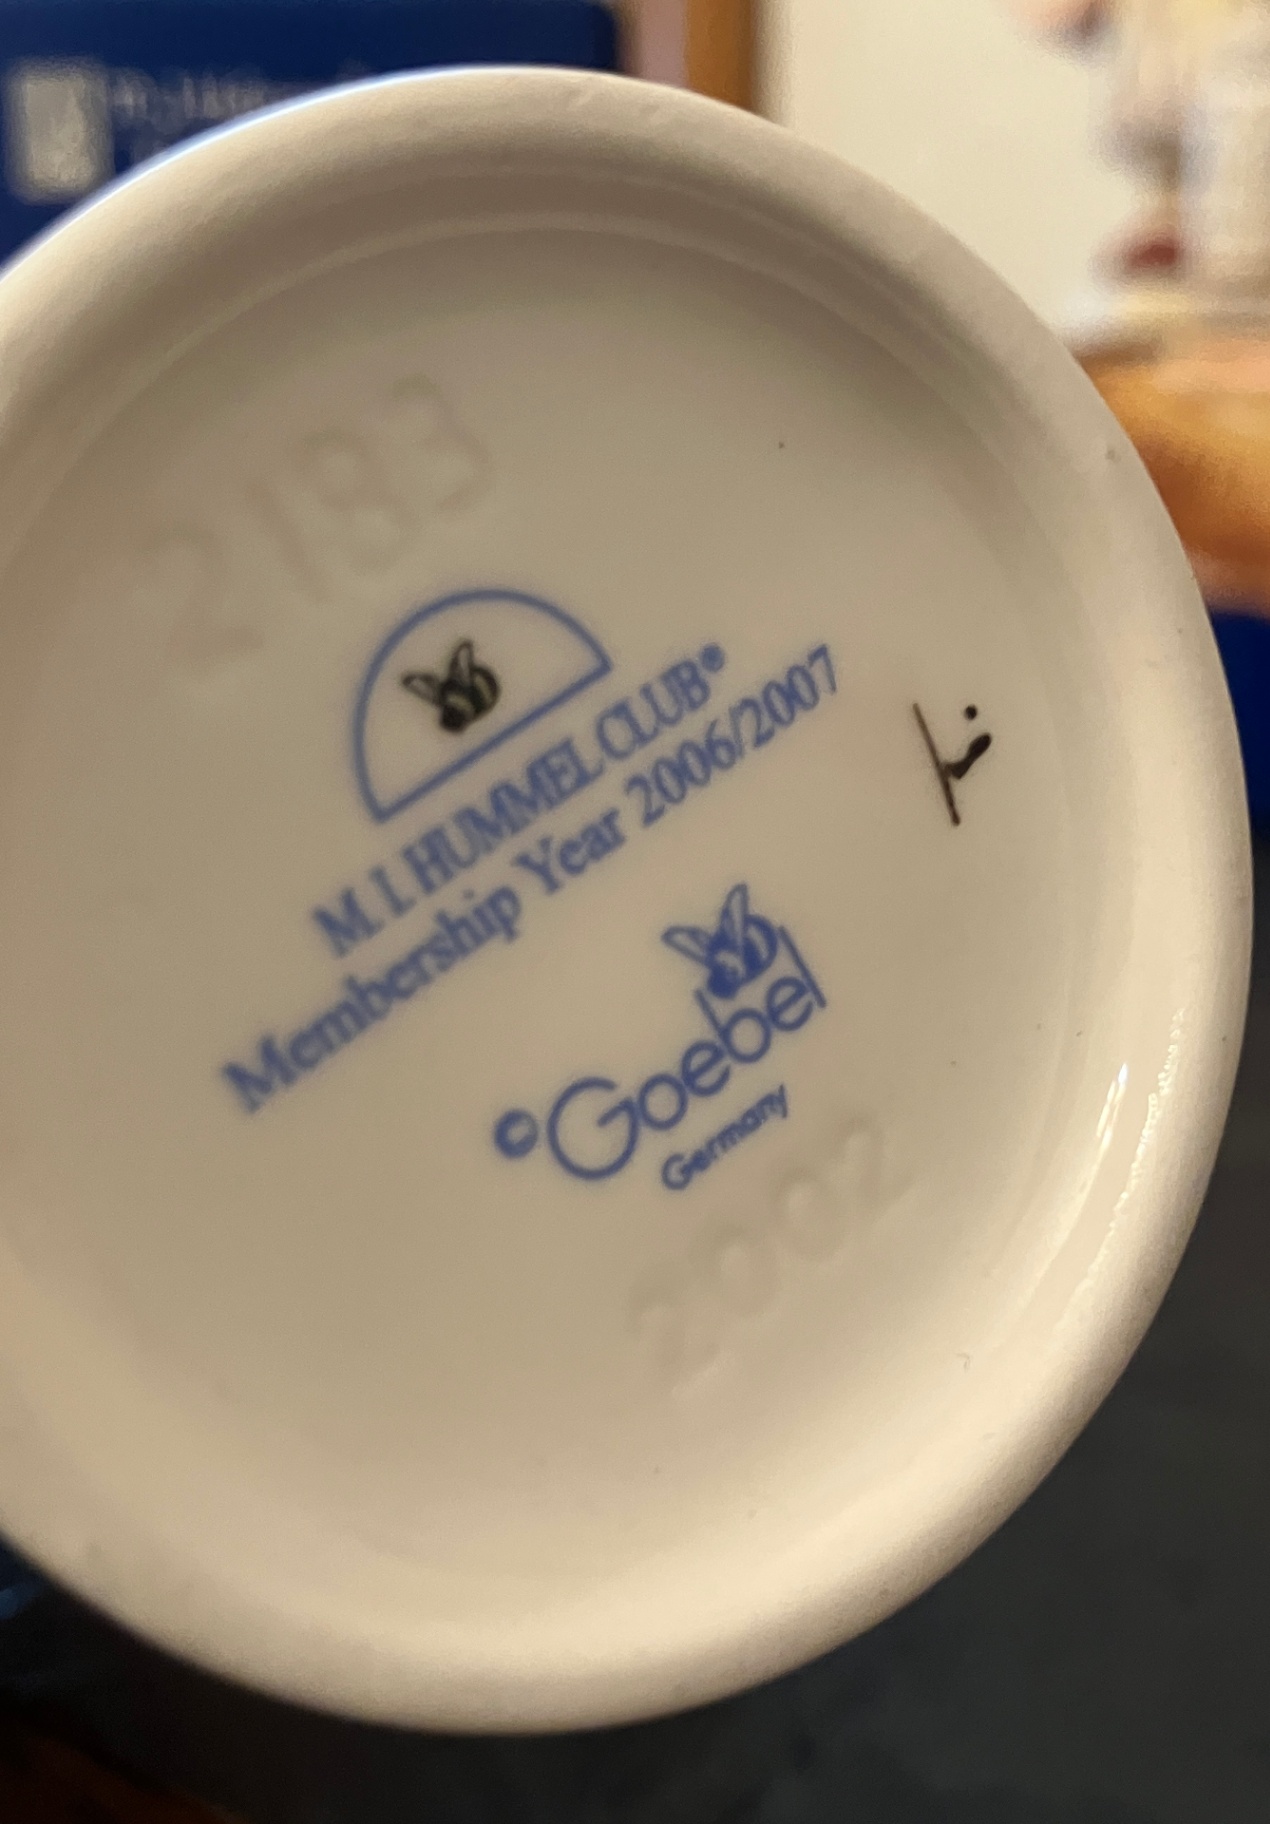 2183
M. I. HUMMEL CLUB®
Membership Year 2006/2007
© Goebel
Germany
2002